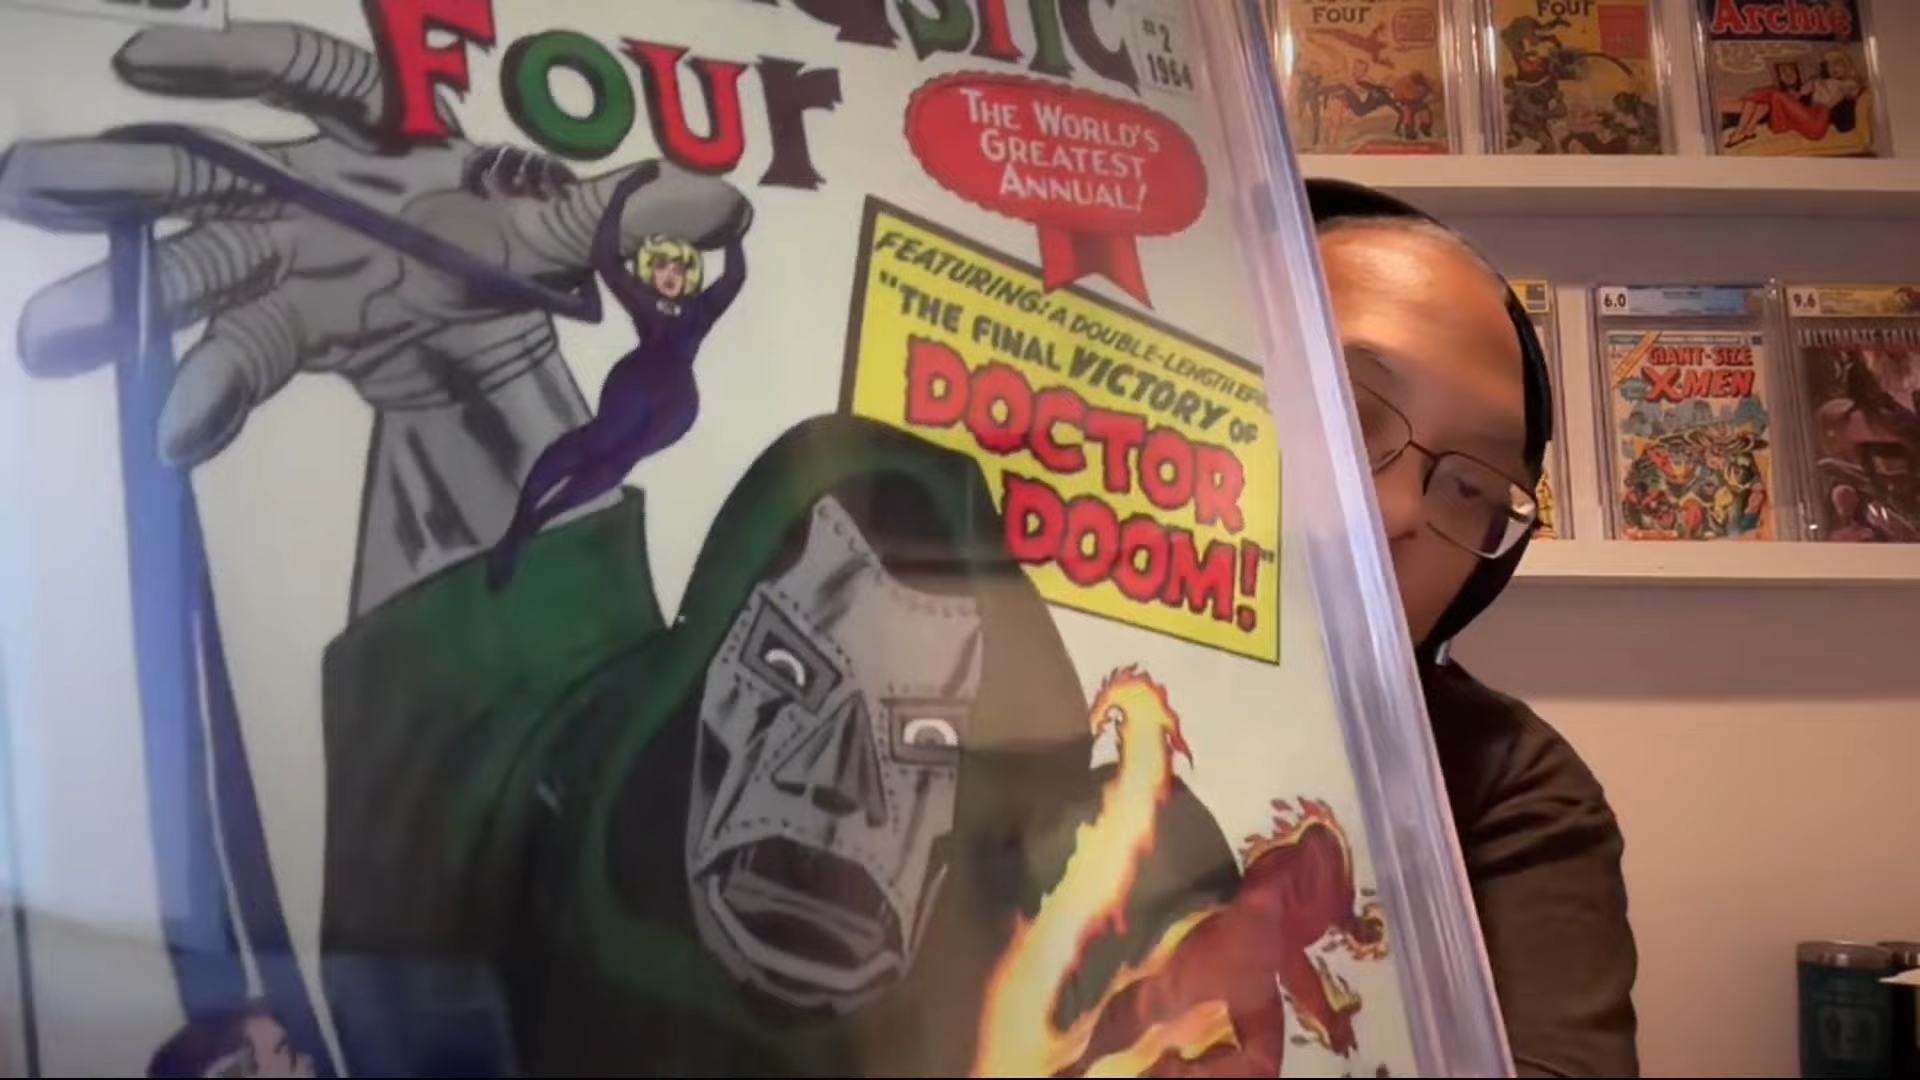 Four
#2
1964
THE WORLD'S
GREATEST
ANNUAL!
FEATURING: A DOUBLE-LENGTH EPIC
"THE FINAL VICTORY OF
DOCTOR
DOOM!"
FOUR
FOUR
Archie
6.0
GIANT-SIZE
X-MEN
9.6